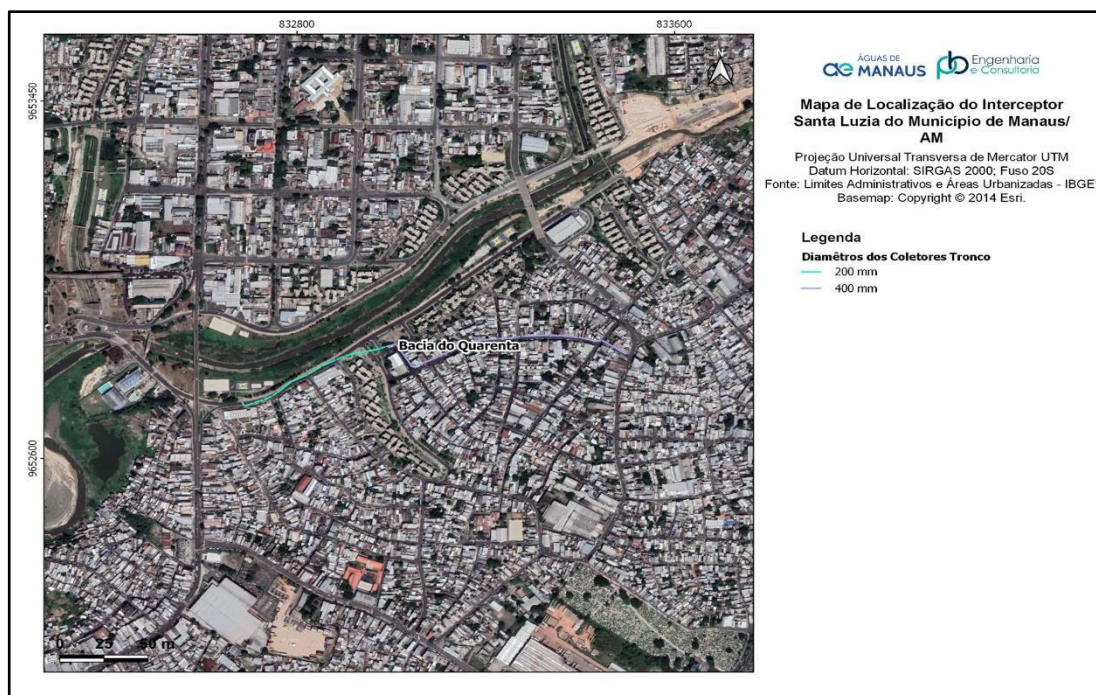 832800
833600
9653450
9652600
N
Bacia do Quarenta
0 25 50 m
ae ÁGUAS DE MANAUS
pb Engenharia e Consultoria
Mapa de Localização do Interceptor
Santa Luzia do Município de Manaus/
AM
Projeção Universal Transversa de Mercator UTM
Datum Horizontal: SIRGAS 2000; Fuso 20S
Fonte: Limites Administrativos e Áreas Urbanizadas - IBGE;
Basemap: Copyright © 2014 Esri.
Legenda
Diamêtros dos Coletores Tronco
200 mm
400 mm